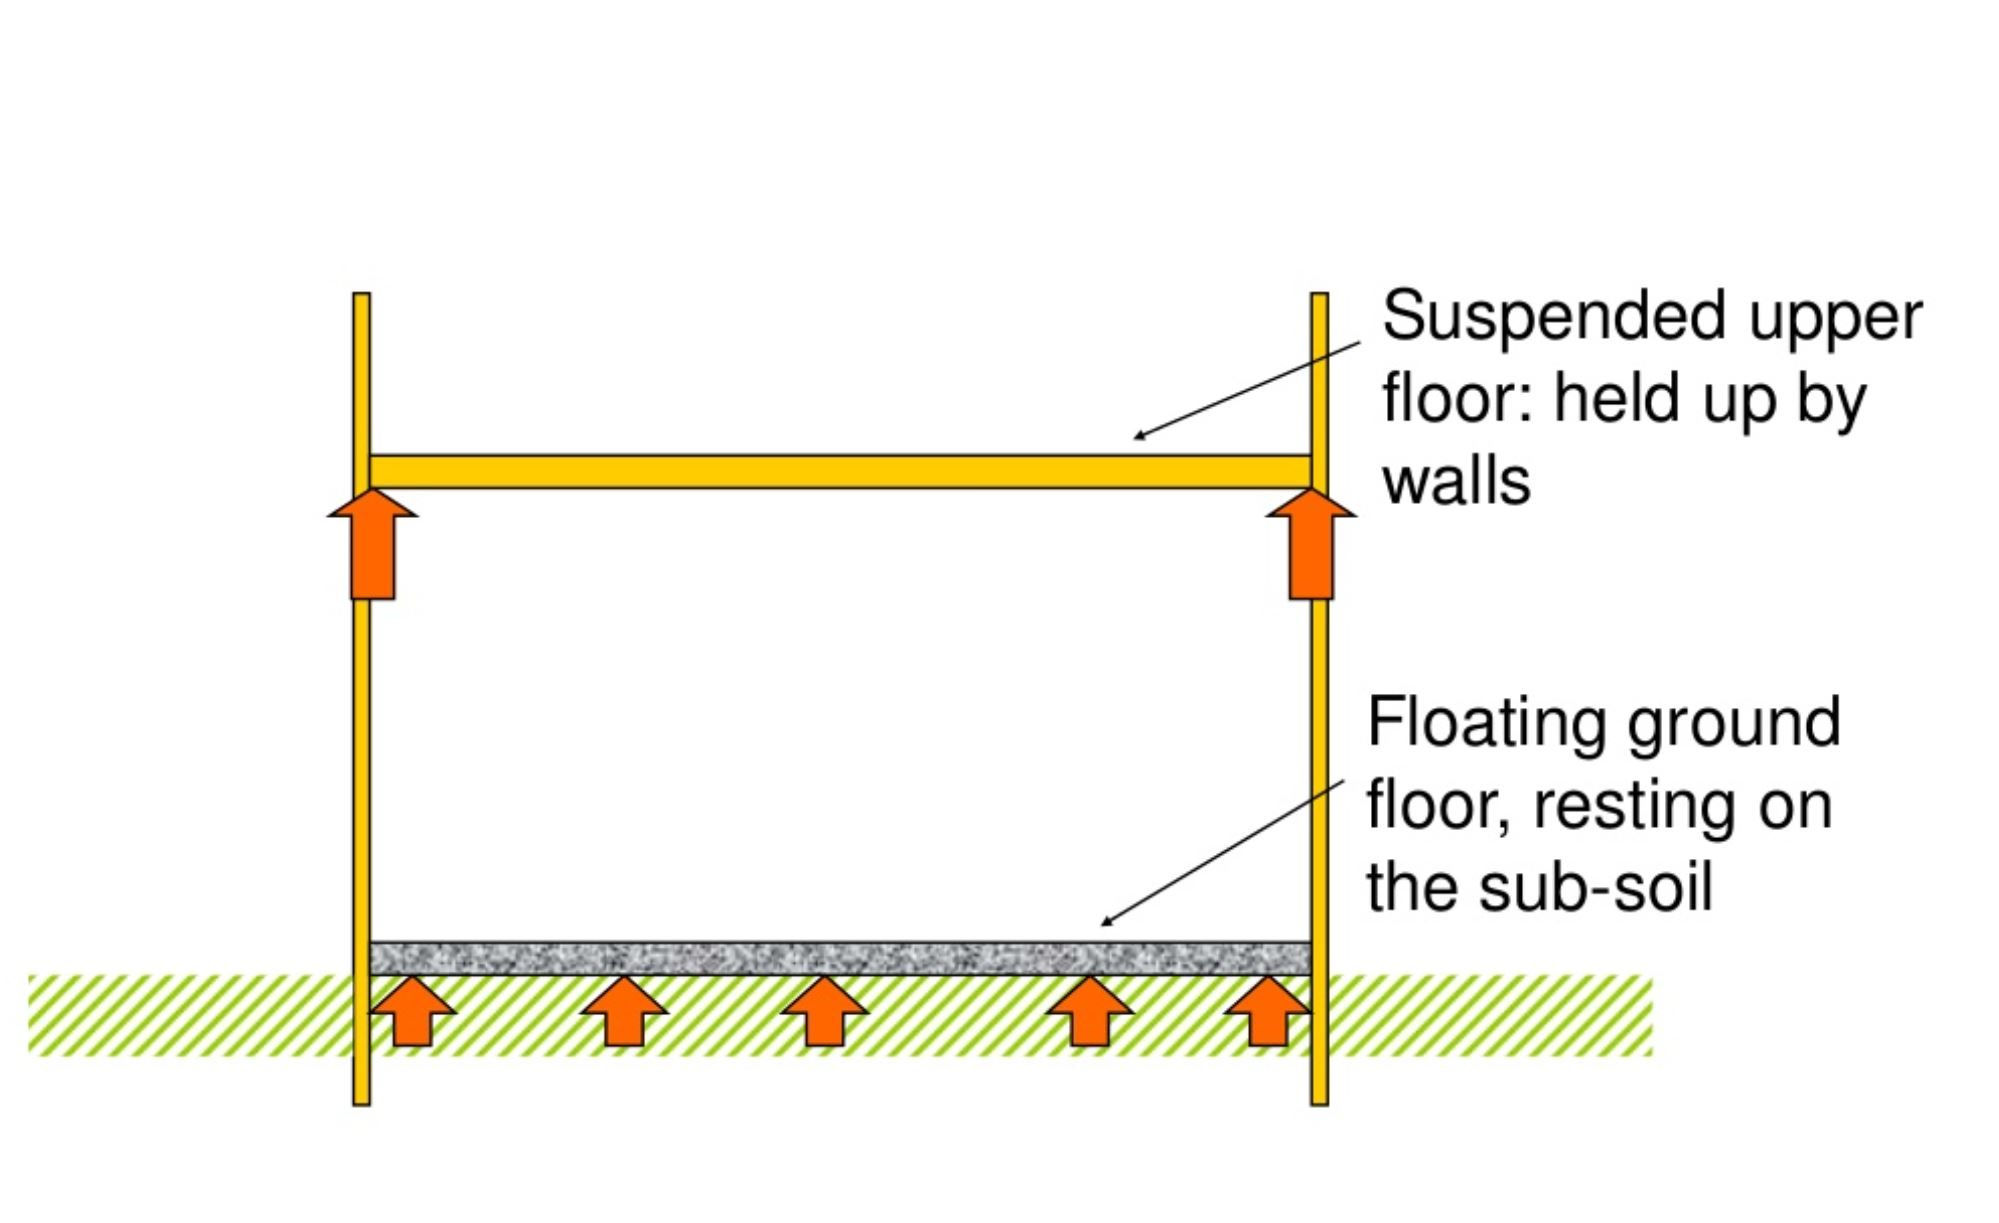 Suspended upper
floor: held up by
walls
Floating ground
floor, resting on
the sub-soil